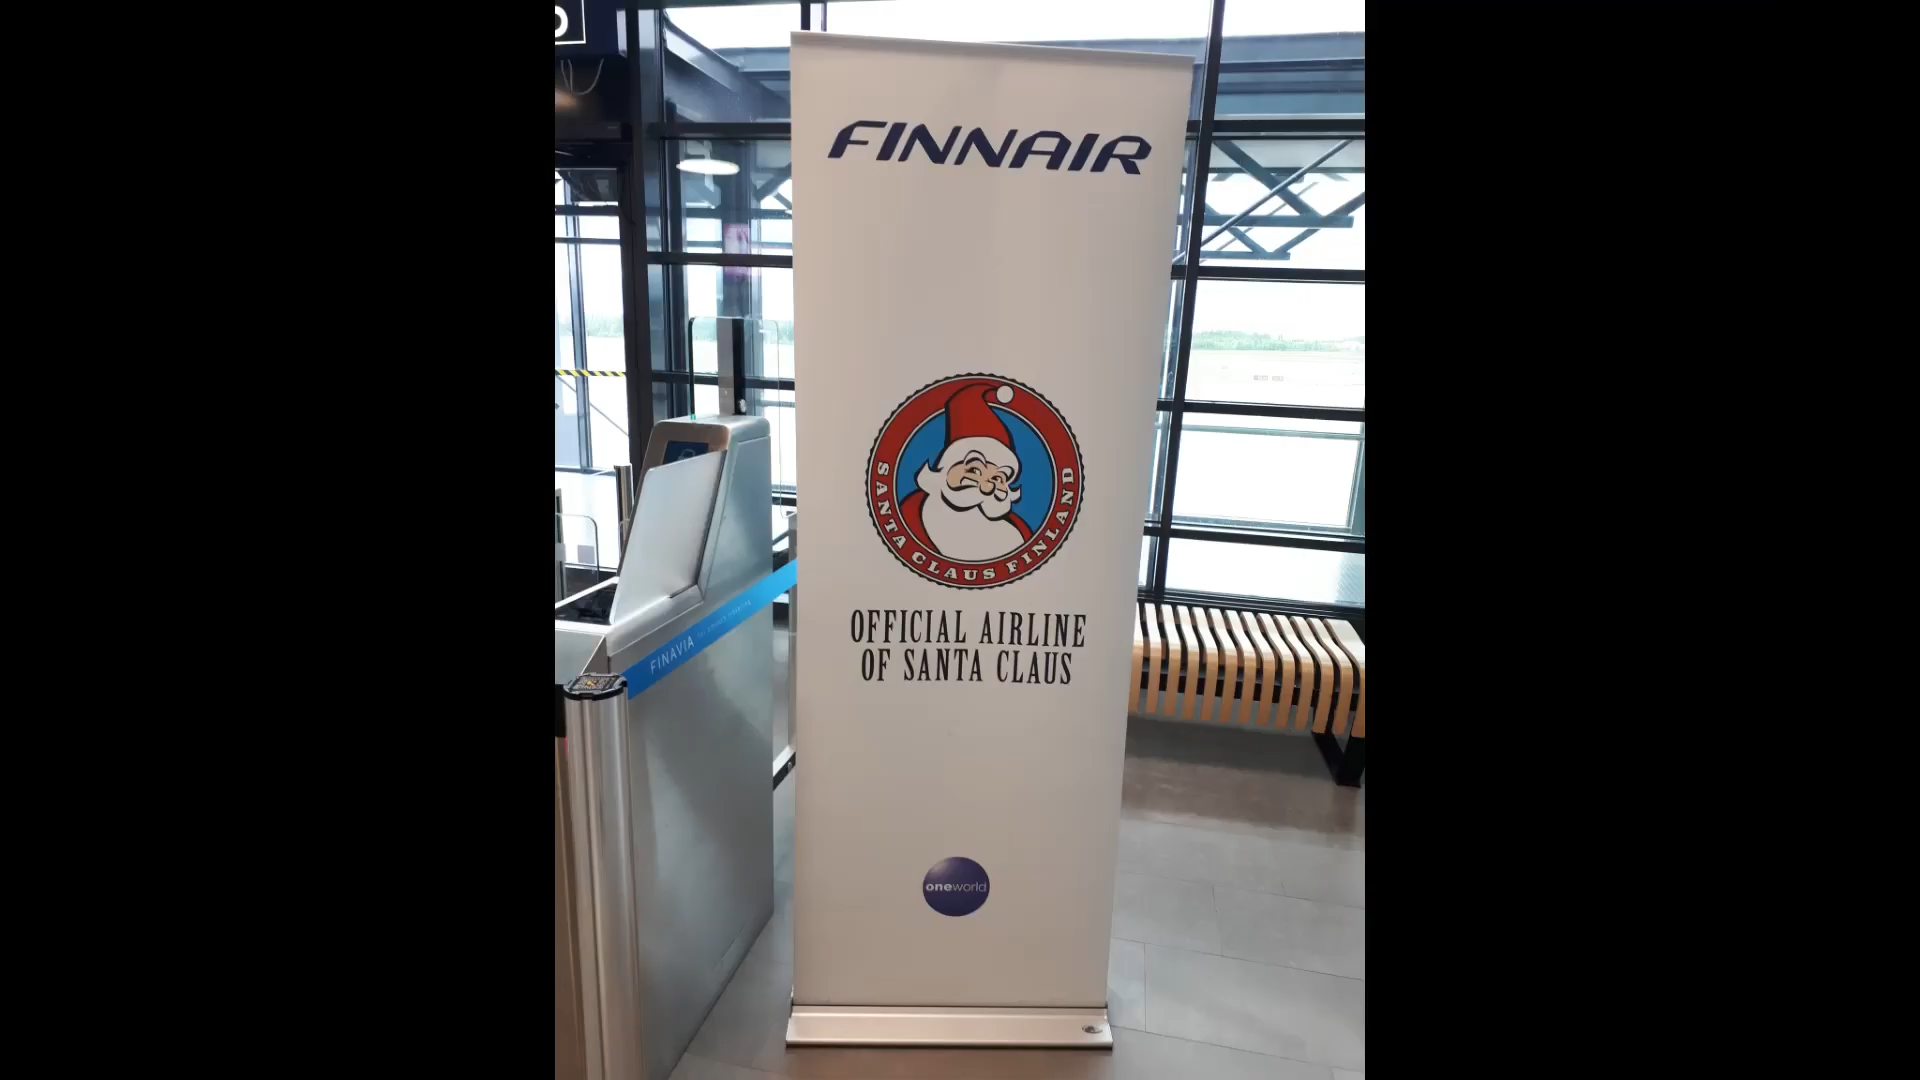 FINNAIR
SANTA CLAUS FINLAND
OFFICIAL AIRLINE
OF SANTA CLAUS
oneworld
FINAVIA